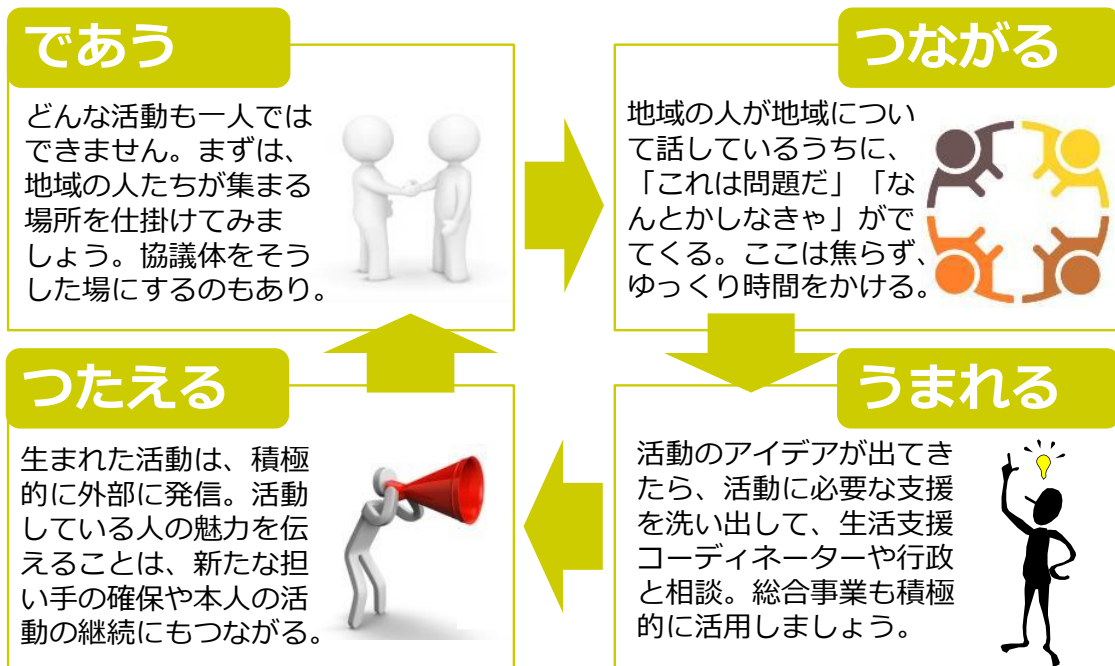 であう
どんな活動も一人では
できません。まずは、
地域の人たちが集まる
場所を仕掛けてみま
しょう。協議体をそう
した場にするのもあり。
つながる
地域の人が地域につい
て話しているうちに、
「これは問題だ」「な
んとかしなきゃ」がで
てくる。ここは焦らず、
ゆっくり時間をかける。
うまれる
活動のアイデアが出てき
たら、活動に必要な支援
を洗い出して、生活支援
コーディネーターや行政
と相談。総合事業も積極
的に活用しましょう。
つたえる
生まれた活動は、積極
的に外部に発信。活動
している人の魅力を伝
えることは、新たな担
い手の確保や本人の活
動の継続にもつながる。